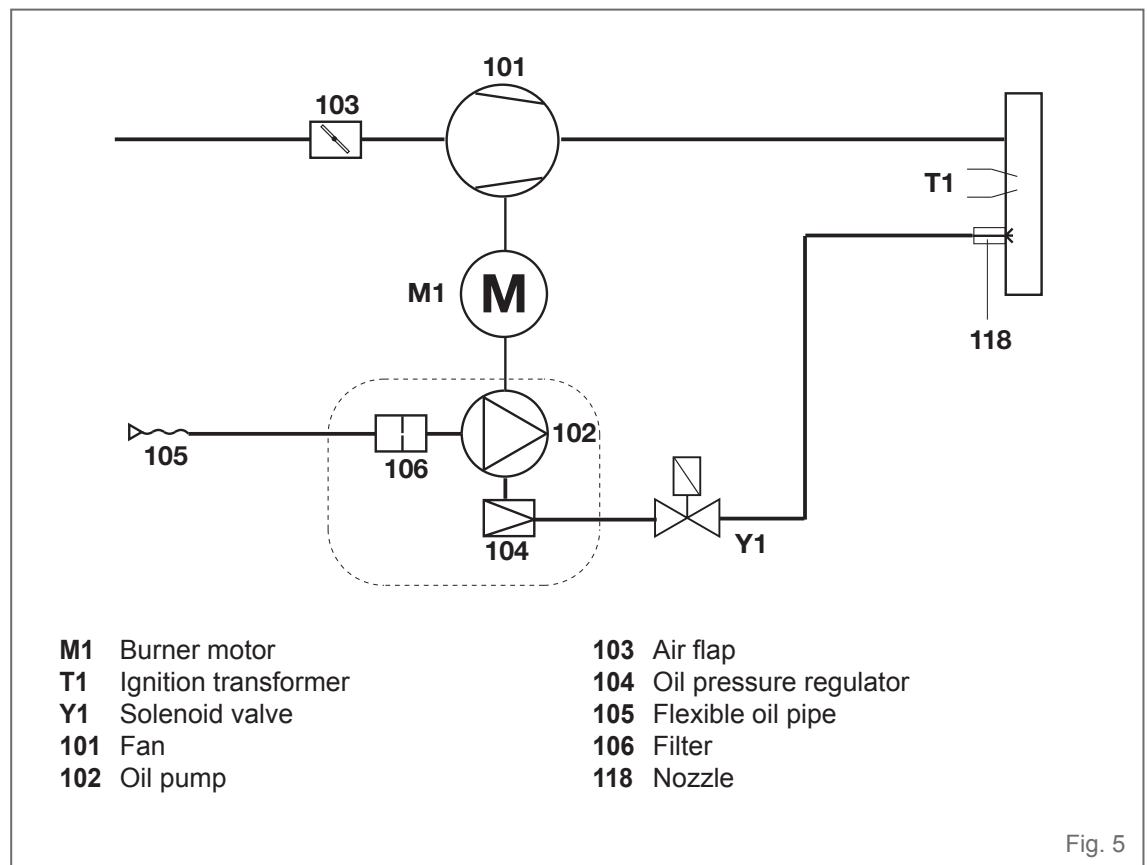 101
103
T1
M1
M
118
102
105
106
104
Y1
M1 Burner motor
T1 Ignition transformer
Y1 Solenoid valve
101 Fan
102 Oil pump
103 Air flap
104 Oil pressure regulator
105 Flexible oil pipe
106 Filter
118 Nozzle
Fig. 5